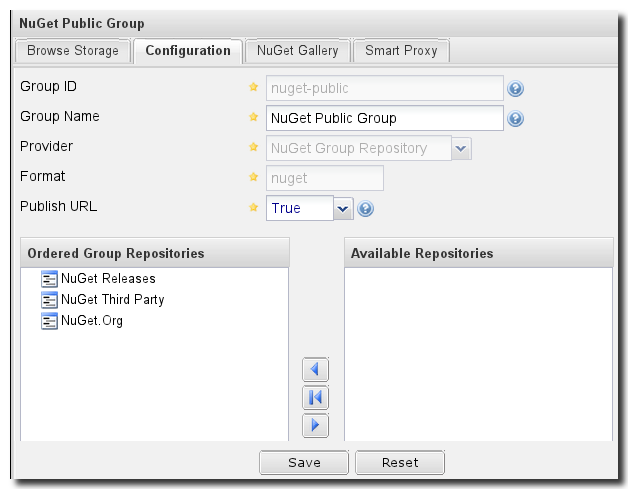 NuGet Public Group
Browse Storage Configuration NuGet Gallery Smart Proxy
Group ID nuget-public
Group Name NuGet Public Group
Provider NuGet Group Repository
Format nuget
Publish URL True
Ordered Group Repositories Available Repositories
NuGet Releases
NuGet Third Party
NuGet.Org
Save Reset